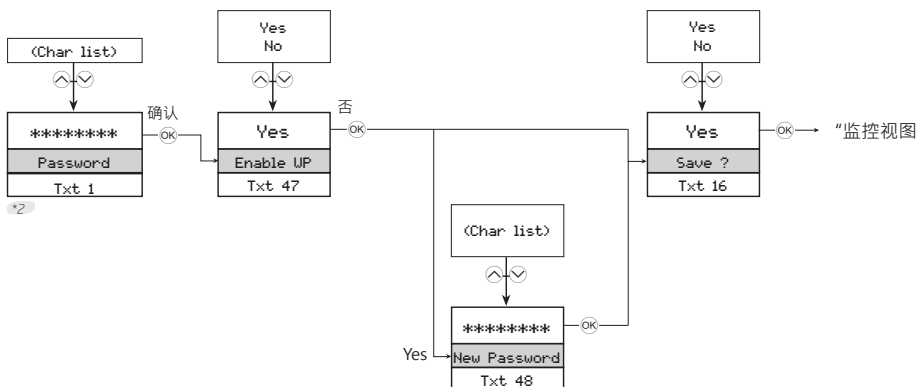 (Char list)
********
Password
Txt 1
*2
确认
OK
Yes
No
Yes
Enable WP
Txt 47
否
OK
(Char list)
********
New Password
Txt 48
Yes
OK
Yes
No
Yes
Save ?
Txt 16
OK
“监控视图